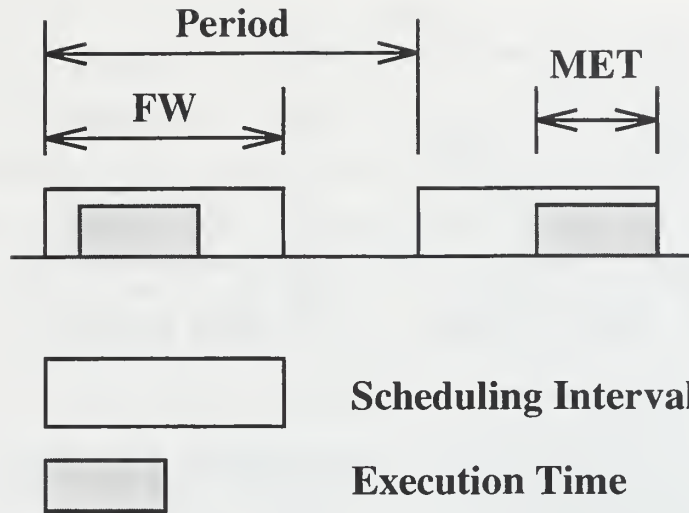 Period
MET
FW
Scheduling Interval
Execution Time